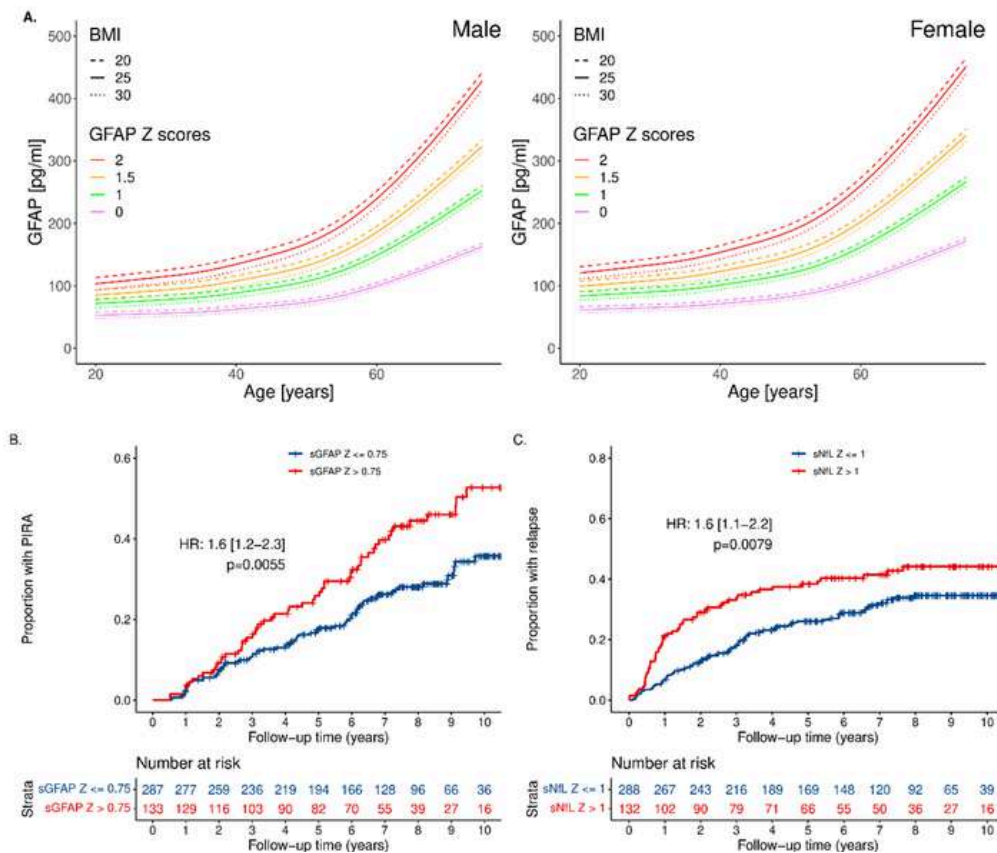 A.
Male
Female
BMI
20
25
30
GFAP Z scores
2
1.5
1
0
GFAP [pg/ml]
500
400
300
200
100
0
20 40 60
Age [years]
BMI
20
25
30
GFAP Z scores
2
1.5
1
0
GFAP [pg/ml]
500
400
300
200
100
0
20 40 60
Age [years]
B.
sGFAP Z <= 0.75
sGFAP Z > 0.75
HR: 1.6 [1.2–2.3]
p=0.0055
Proportion with PIRA
0.6
0.4
0.2
0.0
0 1 2 3 4 5 6 7 8 9 10
Follow-up time (years)
Number at risk
Strata
sGFAP Z <= 0.75 287 277 259 236 219 194 166 128 96 66 36
sGFAP Z > 0.75 133 129 116 103 90 82 70 55 39 27 16
0 1 2 3 4 5 6 7 8 9 10
Follow-up time (years)
C.
sNfL Z <= 1
sNfL Z > 1
HR: 1.6 [1.1–2.2]
p=0.0079
Proportion with relapse
0.8
0.6
0.4
0.2
0.0
0 1 2 3 4 5 6 7 8 9 10
Follow-up time (years)
Number at risk
Strata
sNfL Z <= 1 288 267 243 216 189 169 148 120 92 65 39
sNfL Z > 1 132 102 90 79 71 66 55 50 36 27 16
0 1 2 3 4 5 6 7 8 9 10
Follow-up time (years)